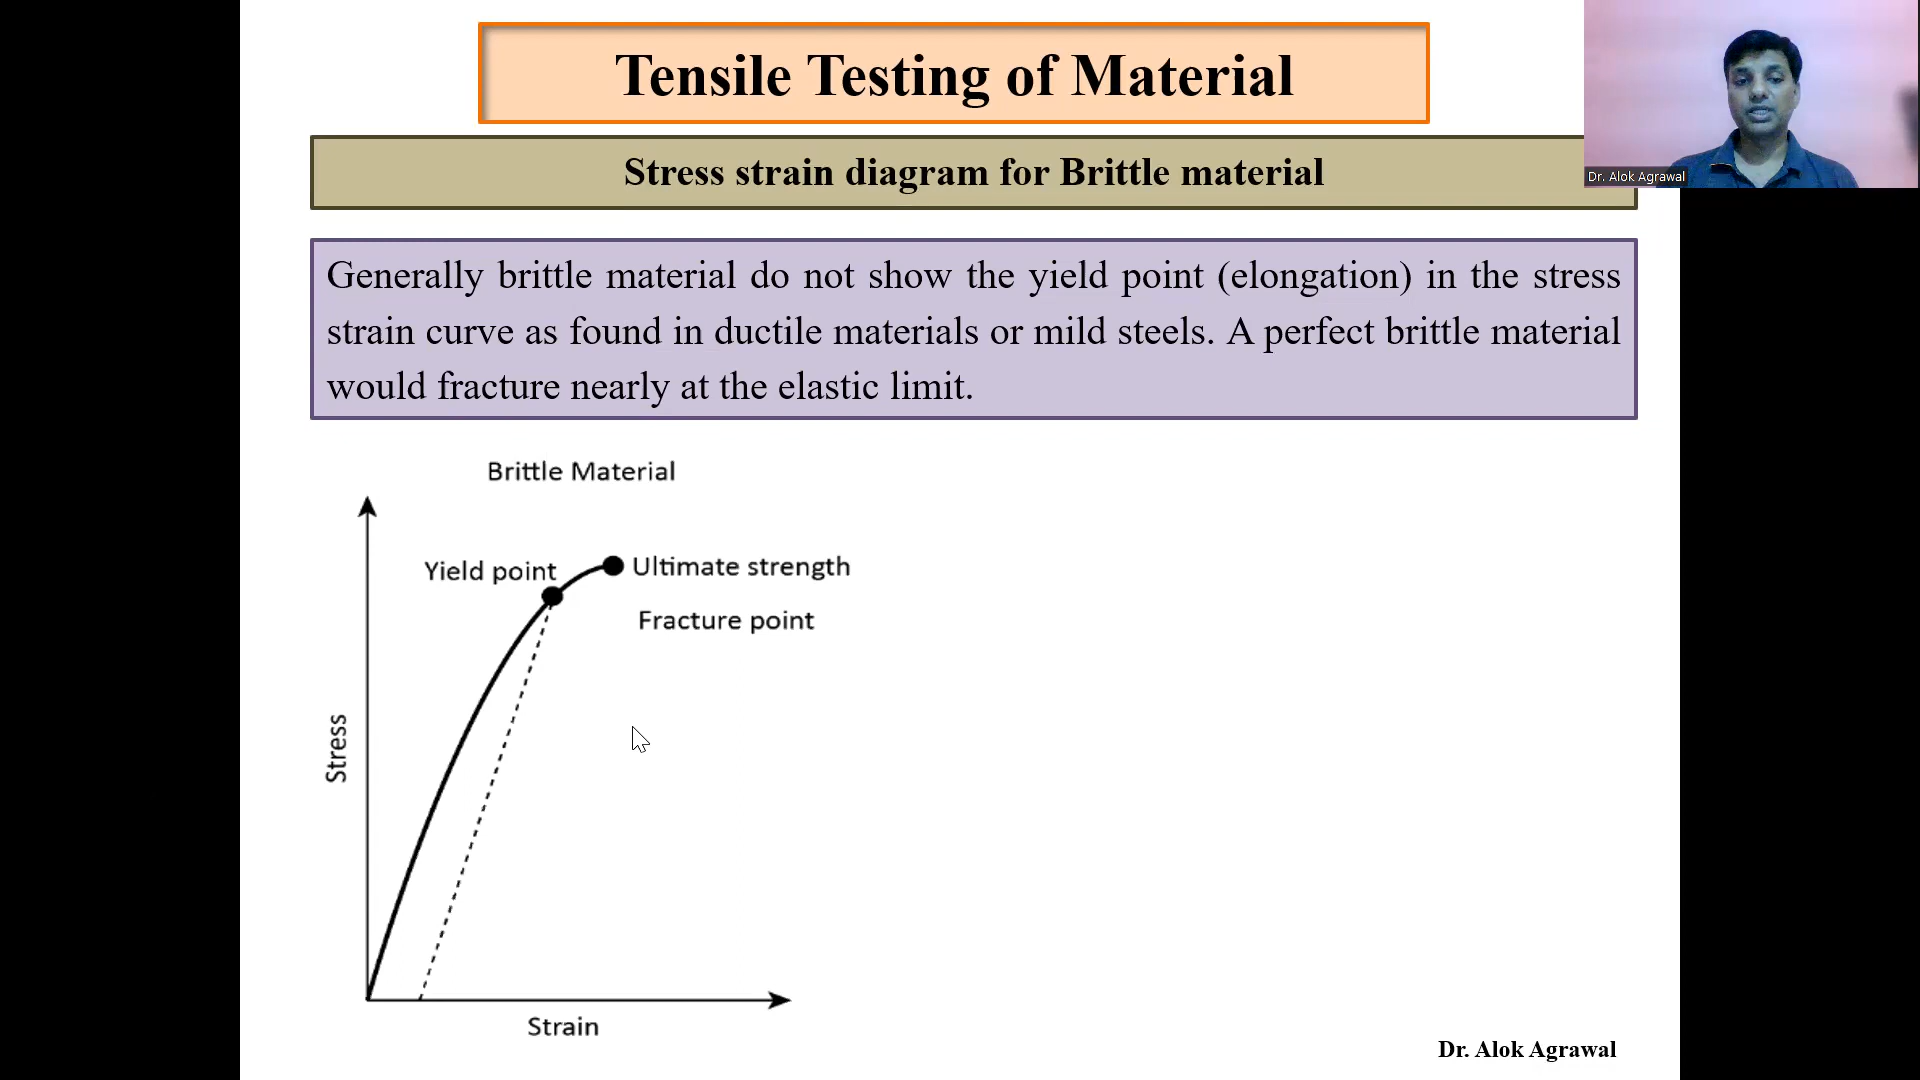 Tensile Testing of Material
Dr. Alok Agrawal
Stress strain diagram for Brittle material
Generally brittle material do not show the yield point (elongation) in the stress
strain curve as found in ductile materials or mild steels. A perfect brittle material
would fracture nearly at the elastic limit.
Brittle Material
Yield point
Ultimate strength
Fracture point
Stress
Strain
Dr. Alok Agrawal